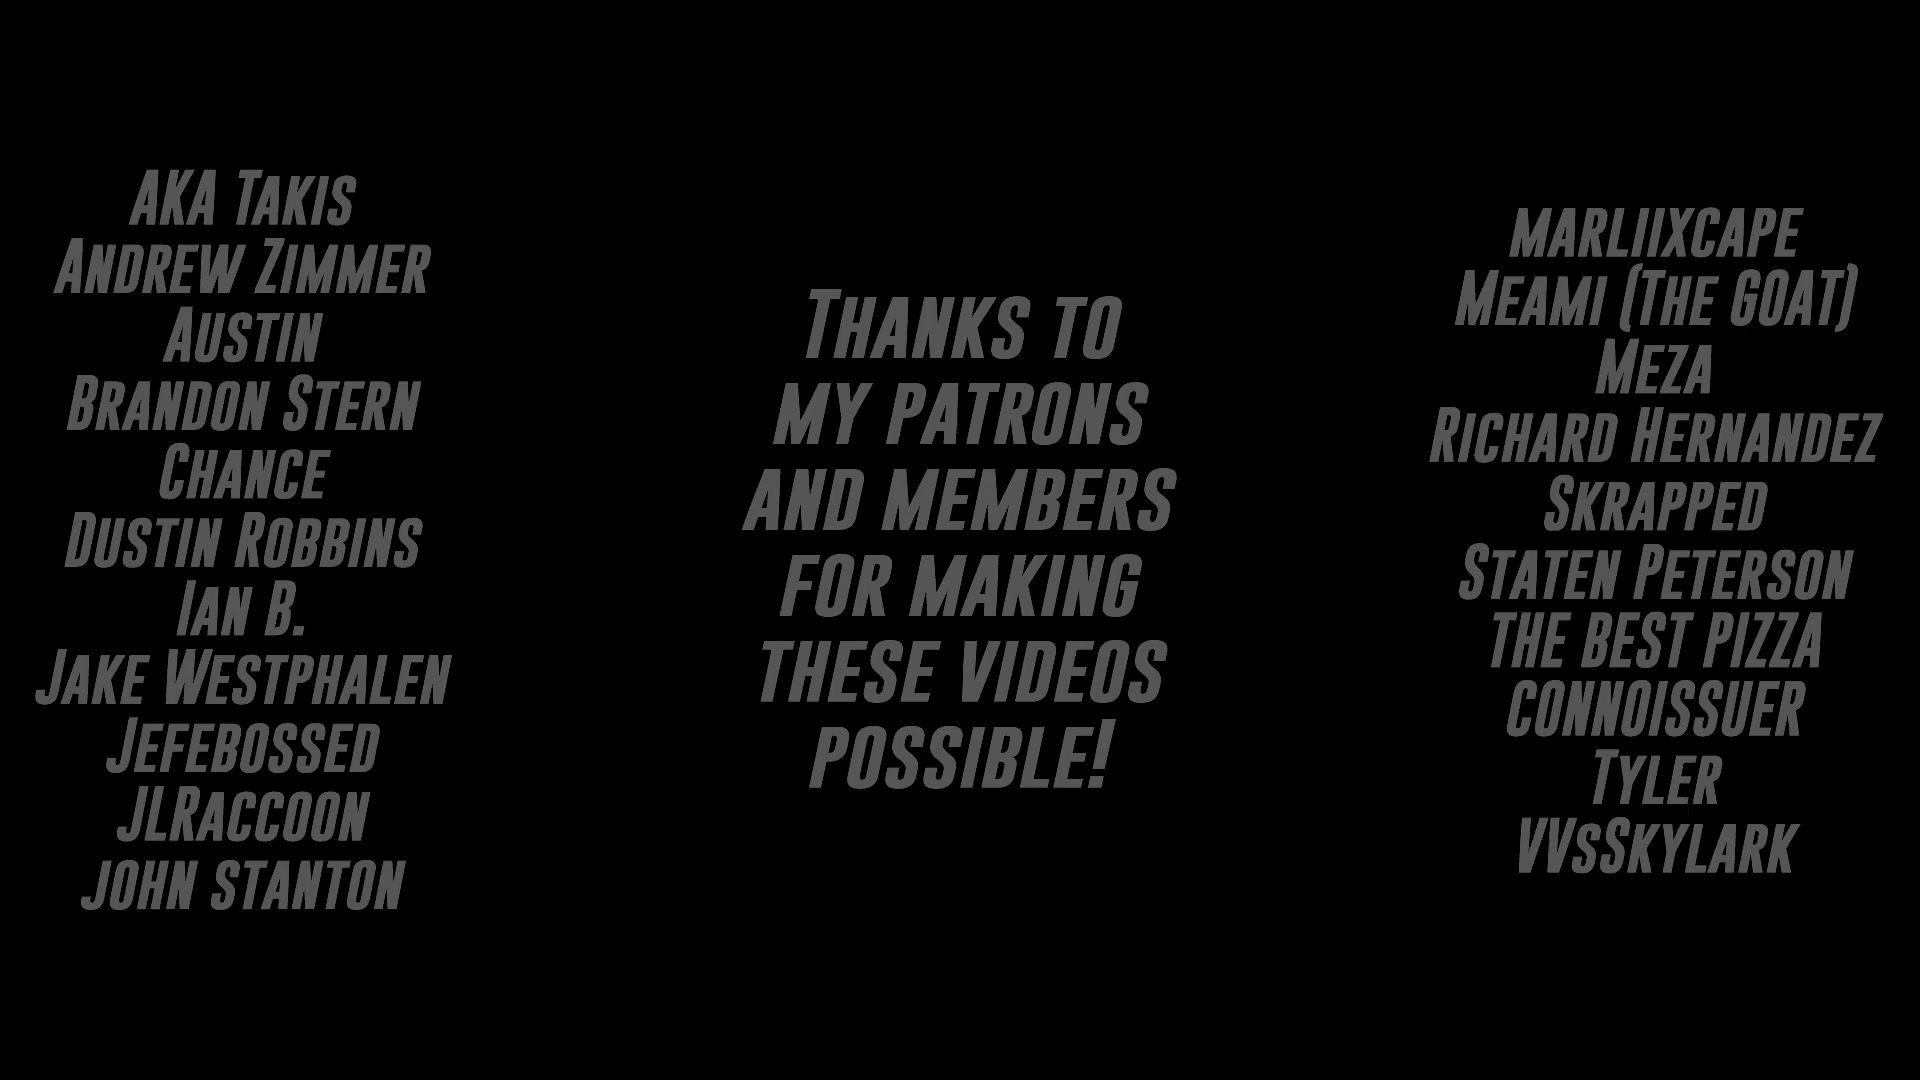 AKA Takis
Andrew Zimmer
Austin
Brandon Stern
Chance
Dustin Robbins
Ian B.
Jake Westphalen
Jefebossed
JLRaccoon
john stanton
Thanks to
my patrons
and members
for making
these videos
possible!
marliixcape
Meami (The GOAT)
Meza
Richard Hernandez
Skrapped
Staten Peterson
the best pizza
connoissuer
Tyler
VVsSkylark